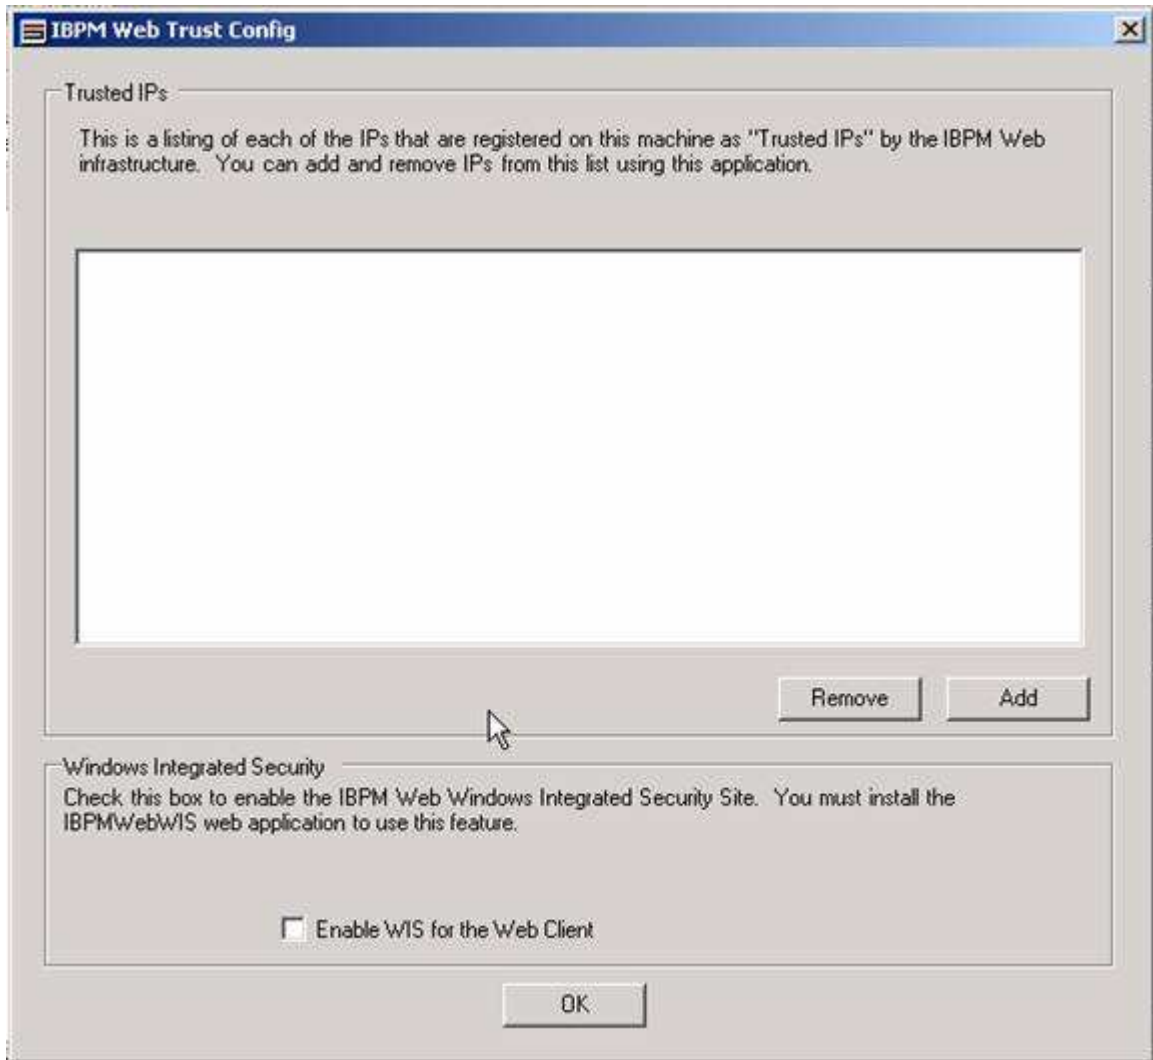 IBPM Web Trust Config
Trusted IPs
This is a listing of each of the IPs that are registered on this machine as "Trusted IPs" by the IBPM Web
infrastructure. You can add and remove IPs from this list using this application.
Remove
Add
Windows Integrated Security
Check this box to enable the IBPM Web Windows Integrated Security Site. You must install the
IBPMWebWIS web application to use this feature.
Enable WIS for the Web Client
OK